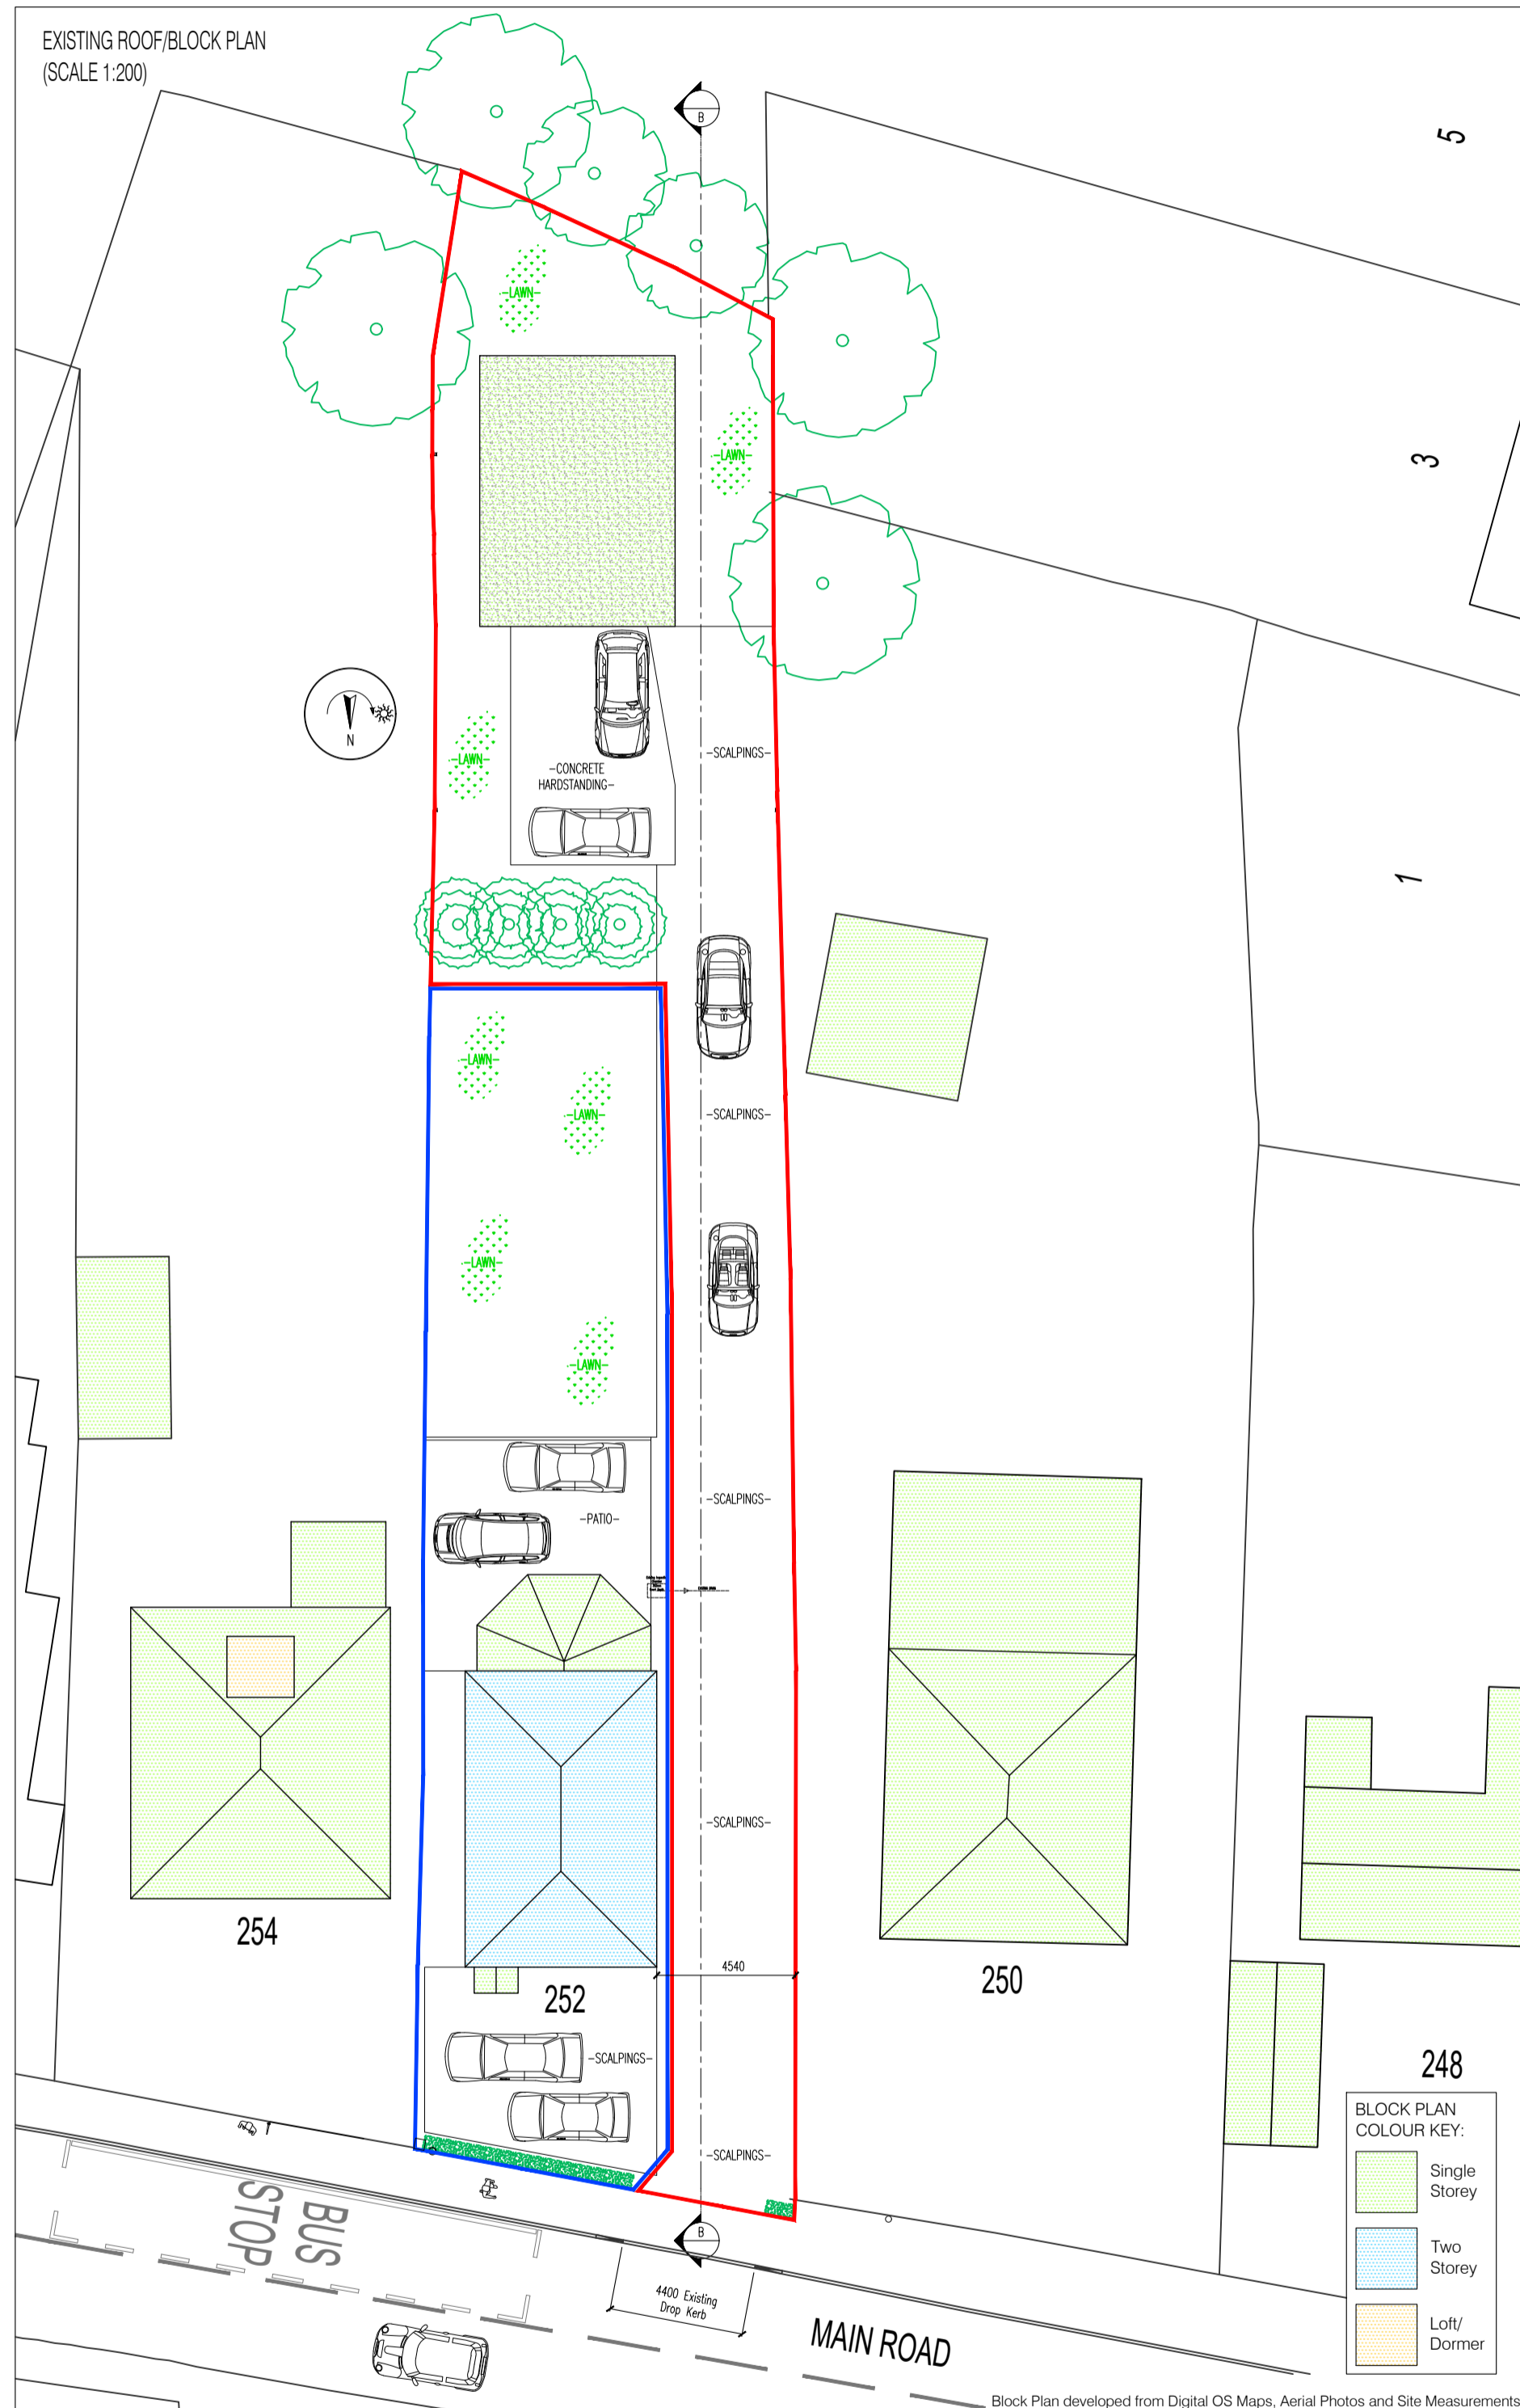 EXISTING ROOF/BLOCK PLAN
(SCALE 1:200)
B
5
-LAWN-
3
-LAWN-
N
-LAWN-
-SCALPINGS-
-CONCRETE
HARDSTANDING-
1
-LAWN-
-SCALPINGS-
-LAWN-
-LAWN-
-LAWN-
-SCALPINGS-
-PATIO-
-SCALPINGS-
254
4540
252
250
-SCALPINGS-
248
-SCALPINGS-
BUS
STOP
B
4400 Existing
Drop Kerb
MAIN ROAD
BLOCK PLAN
COLOUR KEY:
Single
Storey
Two
Storey
Loft/
Dormer
Block Plan developed from Digital OS Maps, Aerial Photos and Site Measurements